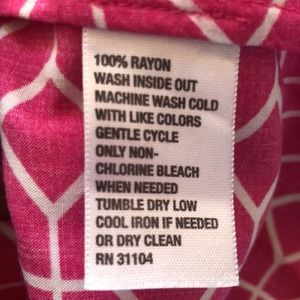 100% RAYON
WASH INSIDE OUT
MACHINE WASH COLD
WITH LIKE COLORS
GENTLE CYCLE
ONLY NON-
CHLORINE BLEACH
WHEN NEEDED
TUMBLE DRY LOW
COOL IRON IF NEEDED
OR DRY CLEAN
RN 31104